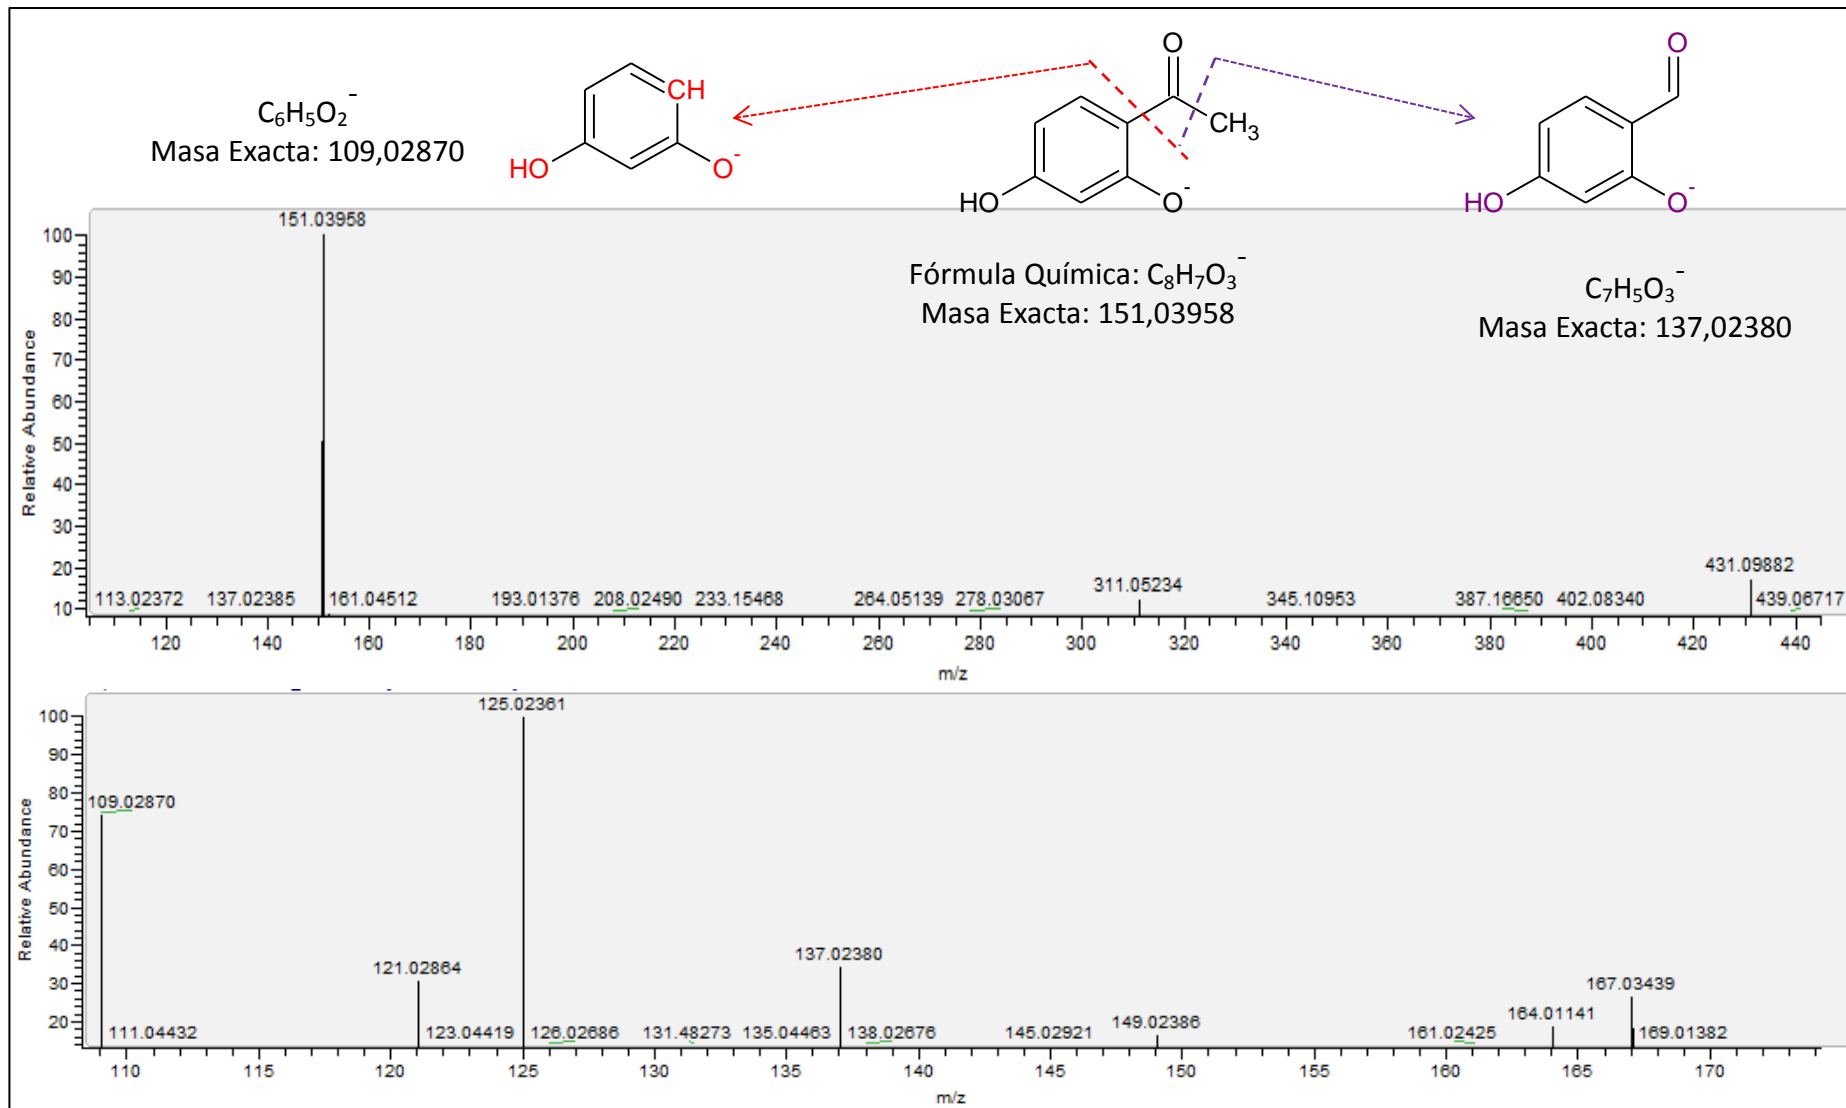 C₆H₅O₂⁻
Masa Exacta: 109,02870
CH
HO
O⁻
O
CH₃
HO
O⁻
Fórmula Química: C₈H₇O₃⁻
Masa Exacta: 151,03958
O
HO
O⁻
C₇H₅O₃⁻
Masa Exacta: 137,02380
Relative Abundance
100
90
80
70
60
50
40
30
20
10
151.03958
431.09882
311.05234
113.02372 137.02385 161.04512 193.01376 208.02490 233.15468 264.05139 278.03067 345.10953 387.16650 402.08340 439.06717
120 140 160 180 200 220 240 260 280 300 320 340 360 380 400 420 440
m/z
Relative Abundance
100
90
80
70
60
50
40
30
20
125.02361
109.02870
137.02380
121.02864
167.03439
164.01141
149.02386
111.04432 123.04419 126.02686 131.48273 135.04463 138.02676 145.02921 161.02425 169.01382
110 115 120 125 130 135 140 145 150 155 160 165 170
m/z